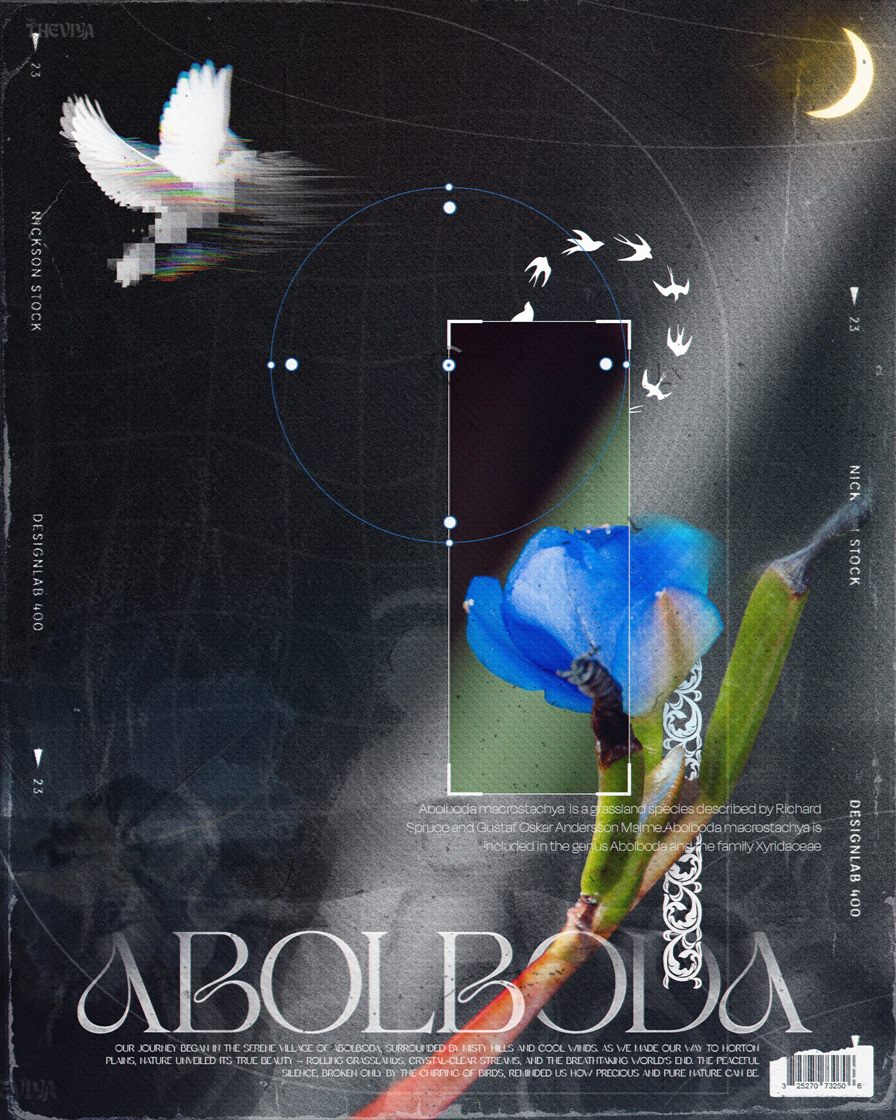 THEVIYA
23
NICKSON STOCK
23
NICK STOCK
DESIGNLAB 400
23
DESIGNLAB 400
Abolboda macrostachya is a grassland species described by Richard
Spruce and Gustaf Oskar Andersson Malme.Abolboda macrostachya is
included in the genus Abolboda and the family Xyridaceae
ABOLBODA
OUR JOURNEY BEGAN IN THE SERENE VILLAGE OF ABOLBODA, SURROUNDED BY MISTY HILLS AND COOL WINDS. AS WE MADE OUR WAY TO HORTON
PLAINS, NATURE UNVEILED ITS TRUE BEAUTY – ROLLING GRASSLANDS, CRYSTAL-CLEAR STREAMS, AND THE BREATHTAKING WORLD'S END. THE PEACEFUL
SILENCE, BROKEN ONLY BY THE CHIRPING OF BIRDS, REMINDED US HOW PRECIOUS AND PURE NATURE CAN BE.
3 25270 73250 6